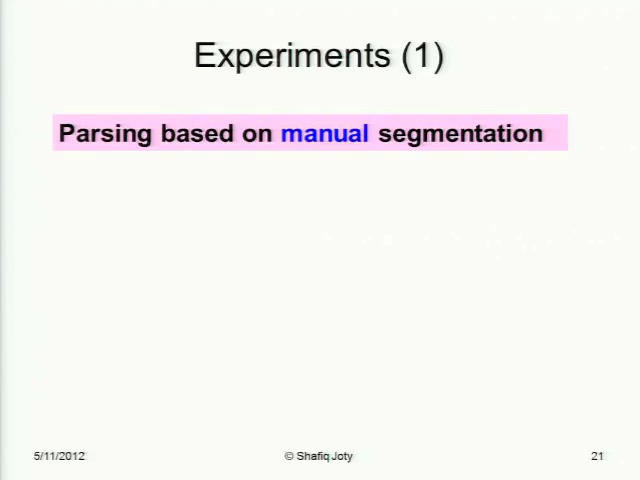 Experiments (1)
Parsing based on manual segmentation
5/11/2012
© Shafiq Joty
21